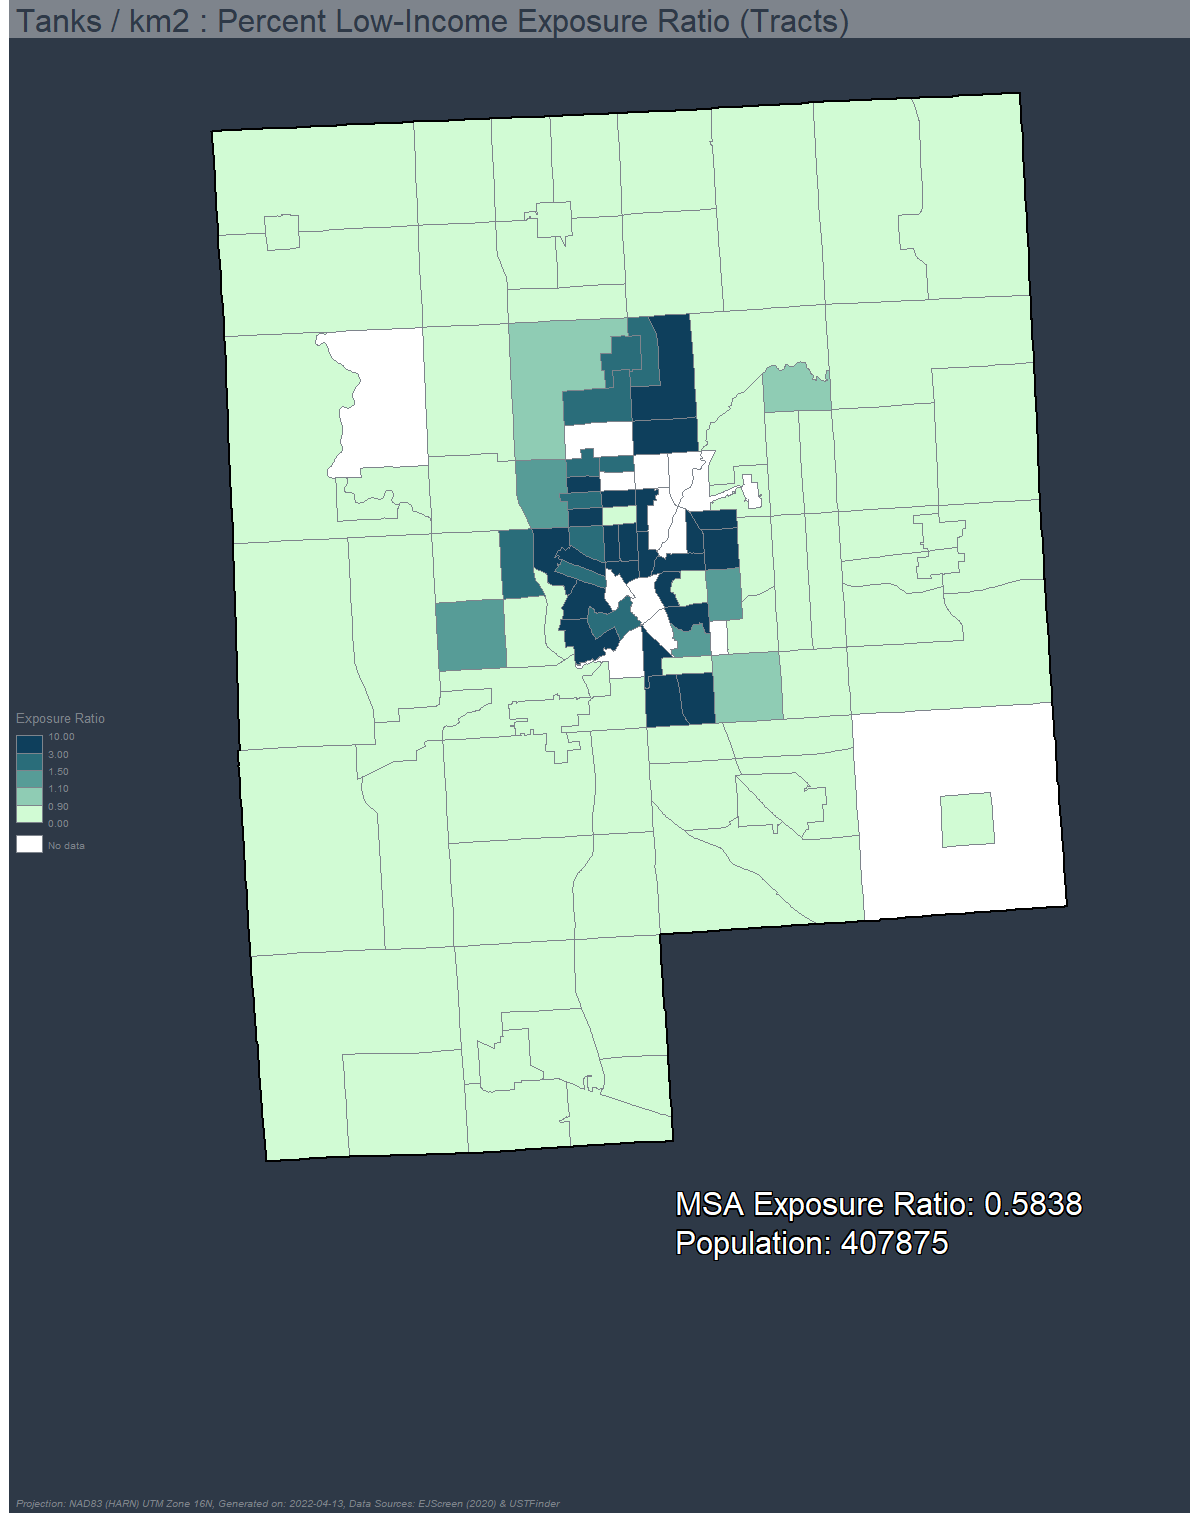 Tanks / km2 : Percent Low-Income Exposure Ratio (Tracts)
Exposure Ratio
10.00
3.00
1.50
1.10
0.90
0.00
No data
MSA Exposure Ratio: 0.5838
Population: 407875
Projection: NAD83 (HARN) UTM Zone 16N, Generated on: 2022-04-13, Data Sources: EJScreen (2020) & USTFinder